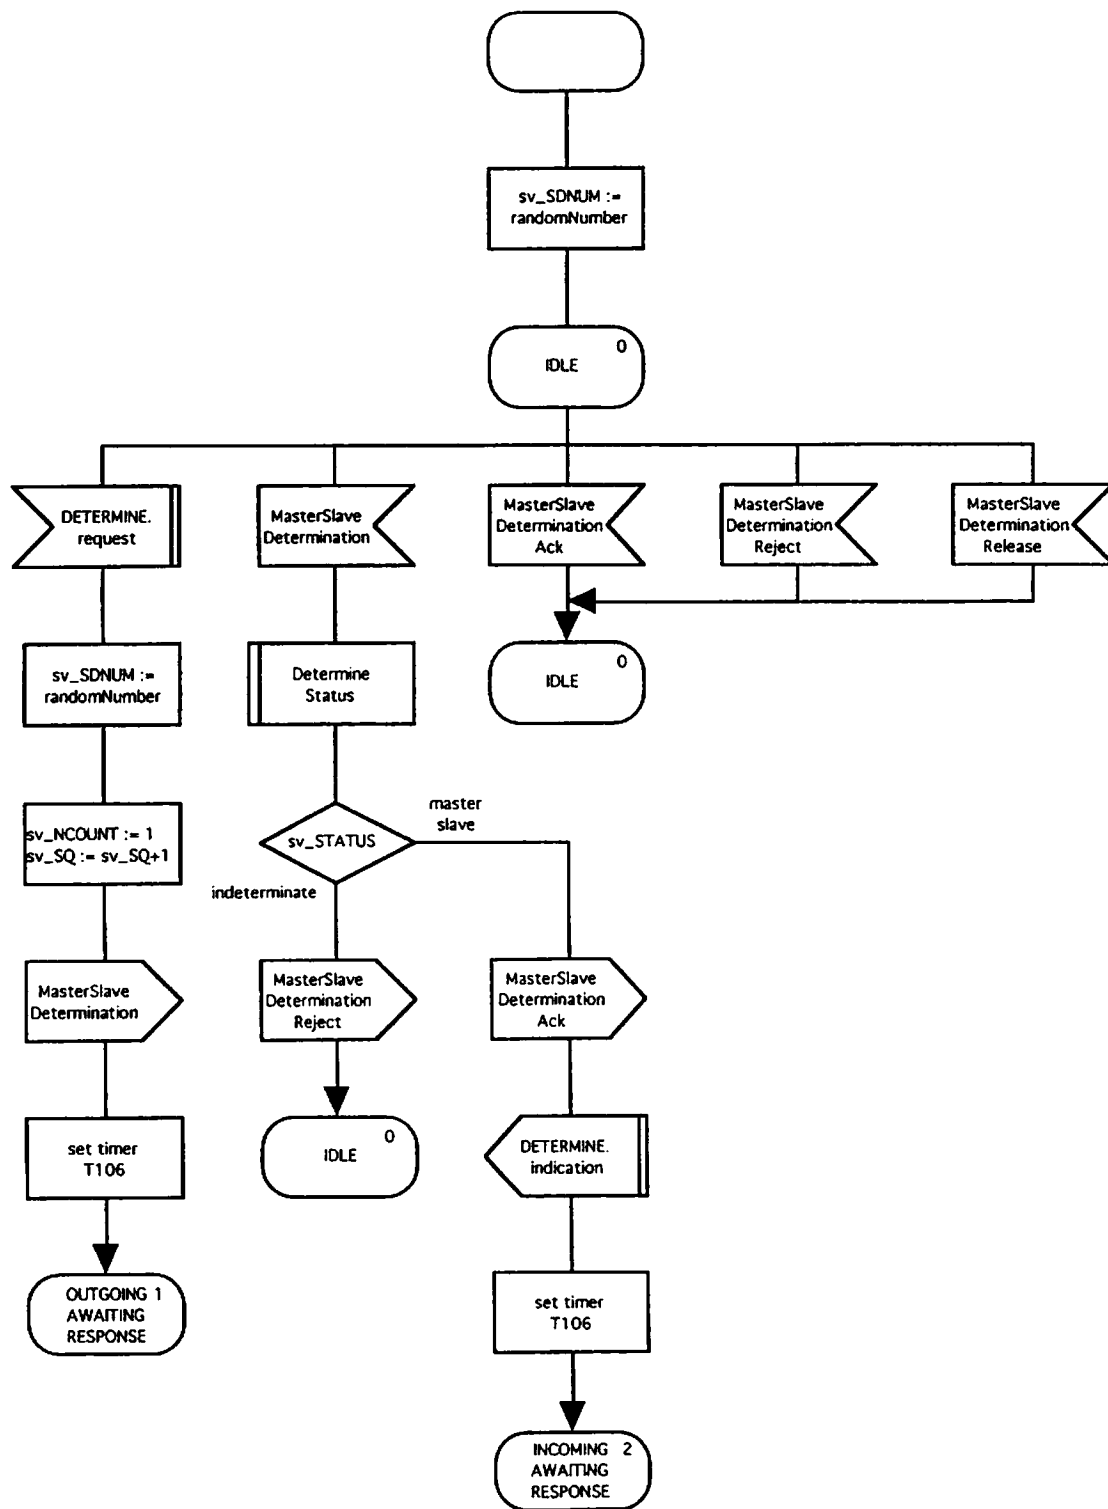 sv_SDNUM :=
randomNumber
0
IDLE
DETERMINE.
request
MasterSlave
Determination
MasterSlave
Determination
Ack
MasterSlave
Determination
Reject
MasterSlave
Determination
Release
sv_SDNUM :=
randomNumber
Determine
Status
0
IDLE
sv_NCOUNT := 1
sv_SQ := sv_SQ+1
sv_STATUS
master
slave
indeterminate
MasterSlave
Determination
MasterSlave
Determination
Reject
MasterSlave
Determination
Ack
set timer
T106
0
IDLE
DETERMINE.
indication
OUTGOING 1
AWAITING
RESPONSE
set timer
T106
INCOMING 2
AWAITING
RESPONSE